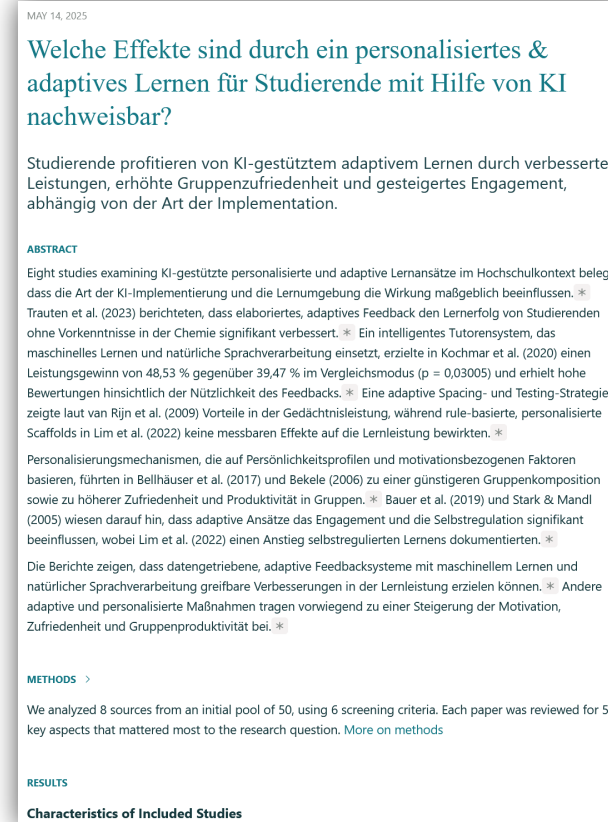 MAY 14, 2025
Welche Effekte sind durch ein personalisiertes &
adaptives Lernen für Studierende mit Hilfe von KI
nachweisbar?
Studierende profitieren von KI-gestütztem adaptivem Lernen durch verbesserte
Leistungen, erhöhte Gruppenzufriedenheit und gesteigertes Engagement,
abhängig von der Art der Implementation.
ABSTRACT
Eight studies examining KI-gestützte personalisierte und adaptive Lernansätze im Hochschulkontext beleg
dass die Art der KI-Implementierung und die Lernumgebung die Wirkung maßgeblich beeinflussen. *
Trauten et al. (2023) berichteten, dass elaboriertes, adaptives Feedback den Lernerfolg von Studierenden
ohne Vorkenntnisse in der Chemie signifikant verbessert. * Ein intelligentes Tutorensystem, das
maschinelles Lernen und natürliche Sprachverarbeitung einsetzt, erzielte in Kochmar et al. (2020) einen
Leistungsgewinn von 48,53 % gegenüber 39,47 % im Vergleichsmodus (p = 0,03005) und erhielt hohe
Bewertungen hinsichtlich der Nützlichkeit des Feedbacks. * Eine adaptive Spacing- und Testing-Strategie
zeigte laut van Rijn et al. (2009) Vorteile in der Gedächtnisleistung, während rule-basierte, personalisierte
Scaffolds in Lim et al. (2022) keine messbaren Effekte auf die Lernleistung bewirkten. *
Personalisierungsmechanismen, die auf Persönlichkeitsprofilen und motivationsbezogenen Faktoren
basieren, führten in Bellhäuser et al. (2017) und Bekele (2006) zu einer günstigeren Gruppenkomposition
sowie zu höherer Zufriedenheit und Produktivität in Gruppen. * Bauer et al. (2019) und Stark & Mandl
(2005) wiesen darauf hin, dass adaptive Ansätze das Engagement und die Selbstregulation signifikant
beeinflussen, wobei Lim et al. (2022) einen Anstieg selbstregulierten Lernens dokumentierten. *
Die Berichte zeigen, dass datengetriebene, adaptive Feedbacksysteme mit maschinellem Lernen und
natürlicher Sprachverarbeitung greifbare Verbesserungen in der Lernleistung erzielen können. * Andere
adaptive und personalisierte Maßnahmen tragen vorwiegend zu einer Steigerung der Motivation,
Zufriedenheit und Gruppenproduktivität bei. *
METHODS >
We analyzed 8 sources from an initial pool of 50, using 6 screening criteria. Each paper was reviewed for 5
key aspects that mattered most to the research question. More on methods
RESULTS
Characteristics of Included Studies